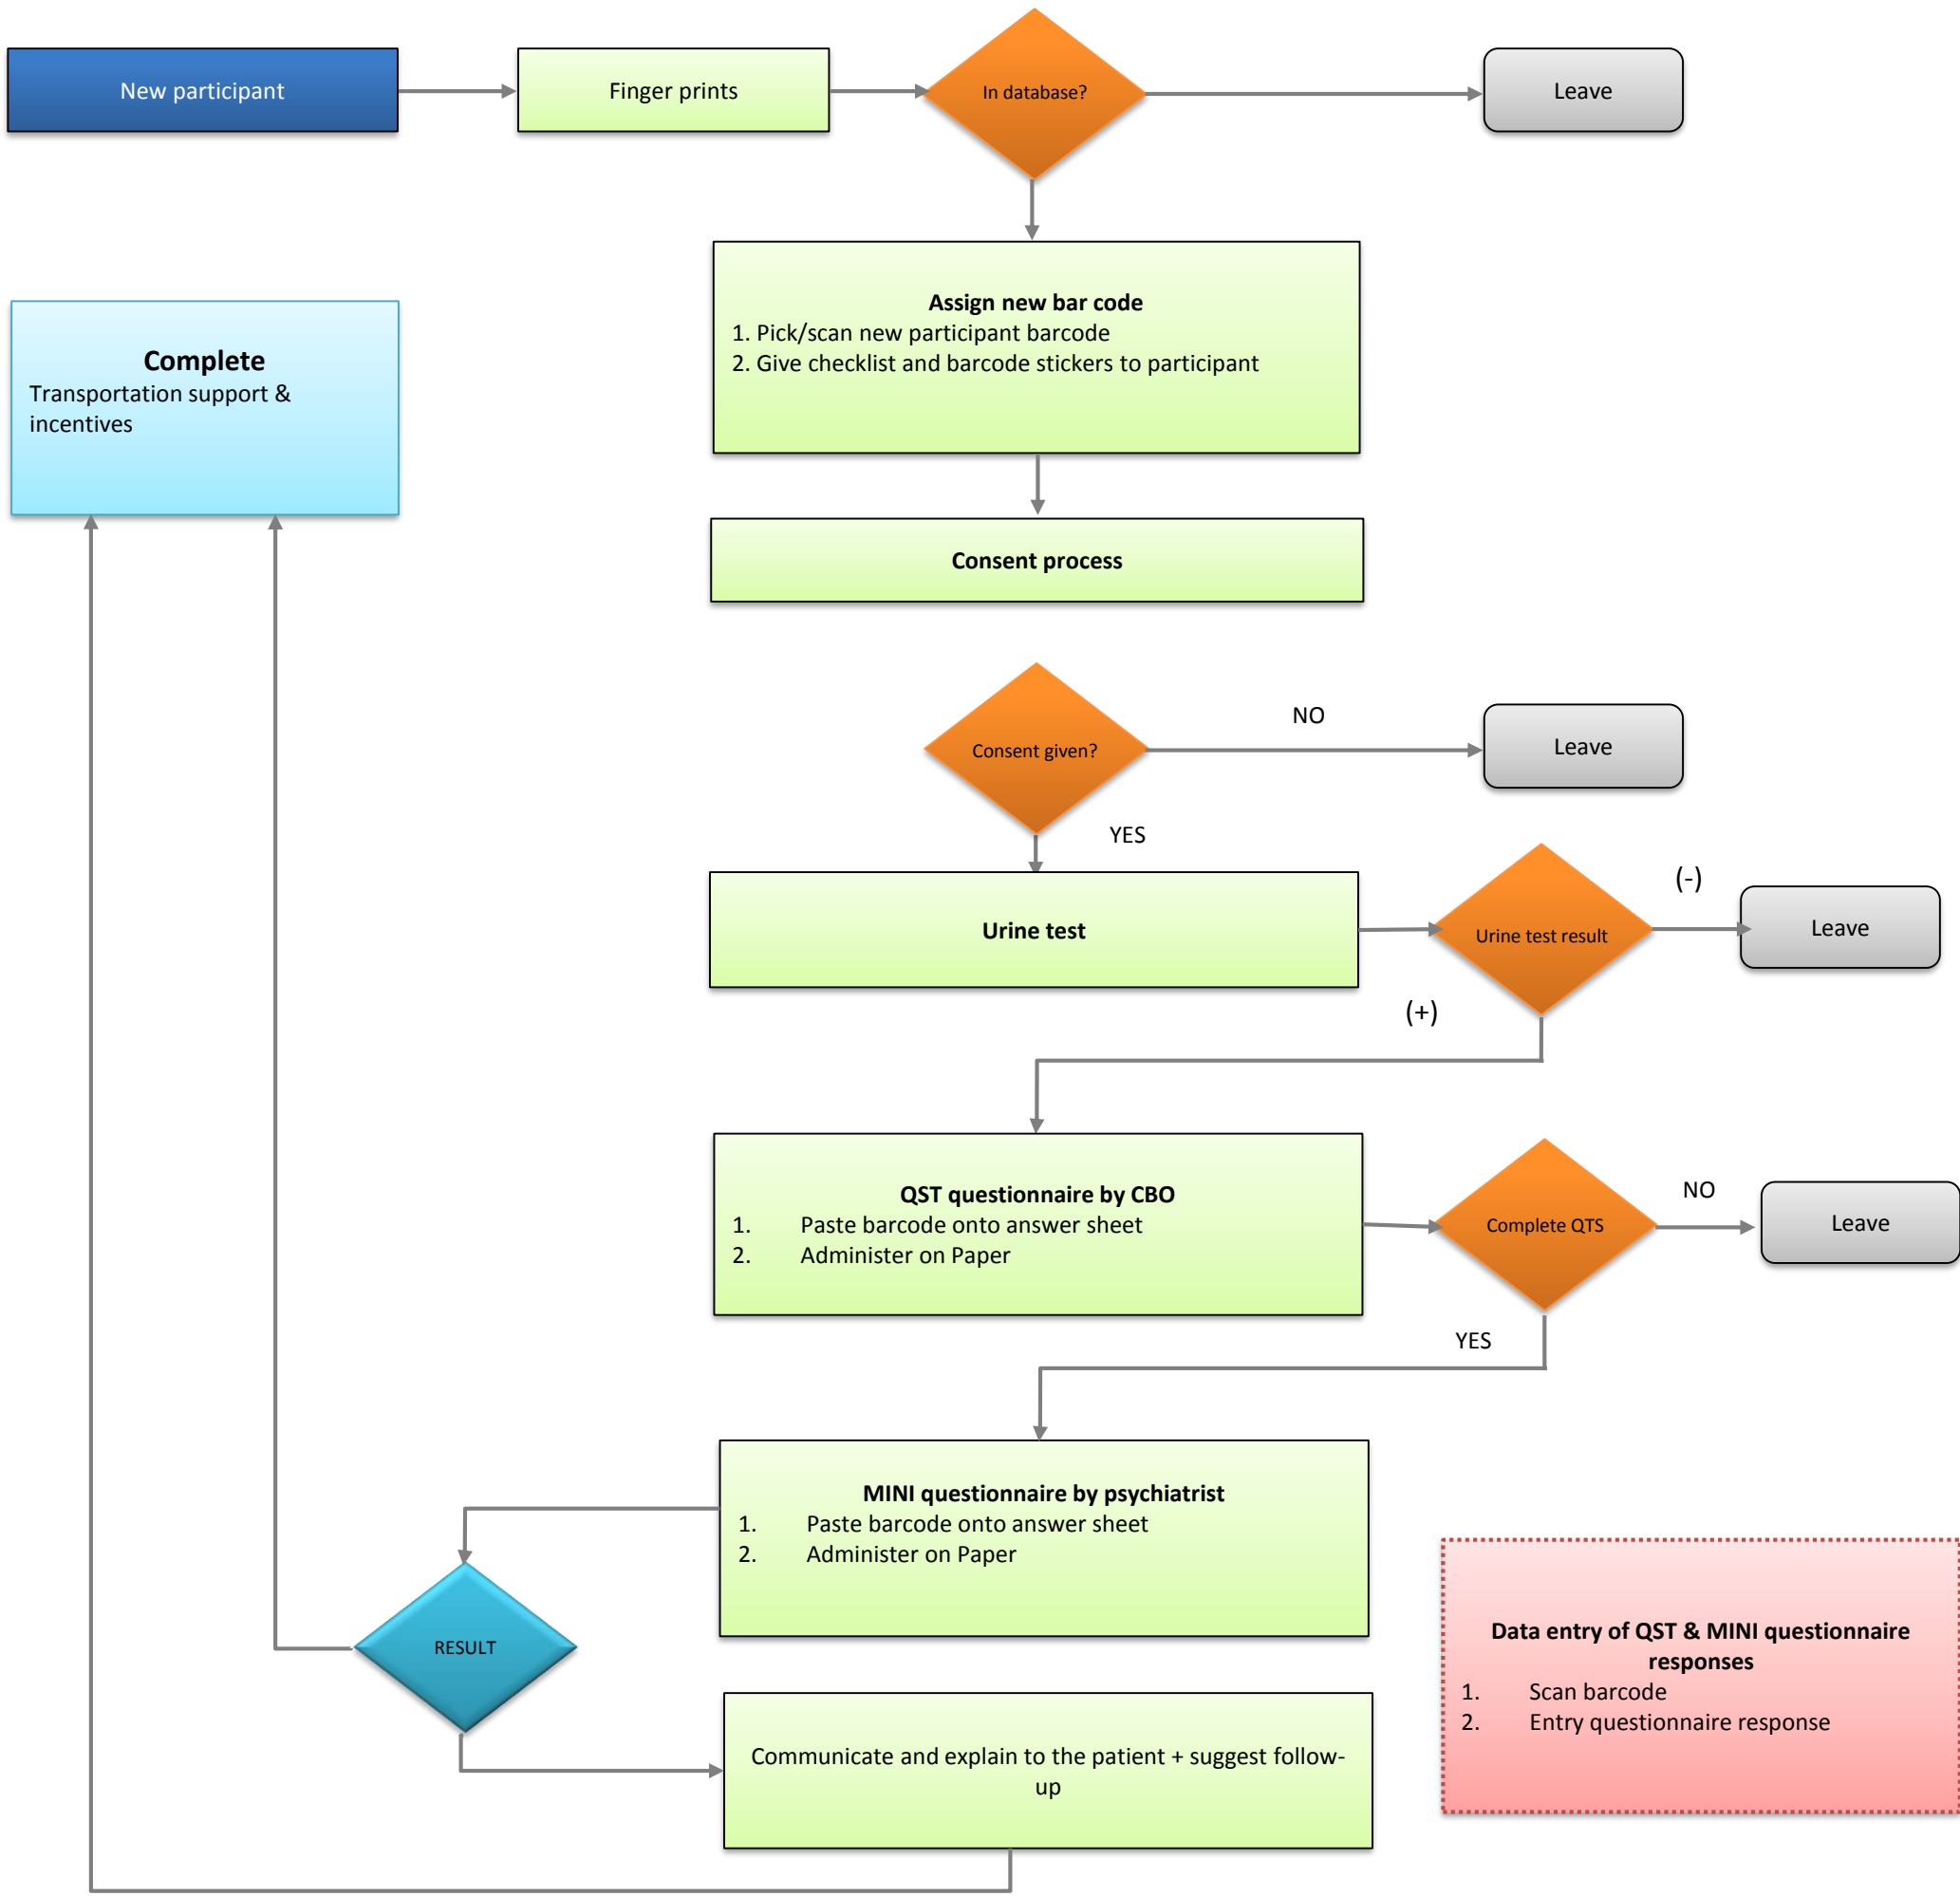 New participant
Finger prints
In database?
Leave
Assign new bar code
1. Pick/scan new participant barcode
2. Give checklist and barcode stickers to participant
Complete
Transportation support &
incentives
Consent process
Consent given?
NO
Leave
YES
Urine test
Urine test result
(-)
Leave
(+)
QST questionnaire by CBO
1. Paste barcode onto answer sheet
2. Administer on Paper
Complete QTS
NO
Leave
YES
MINI questionnaire by psychiatrist
1. Paste barcode onto answer sheet
2. Administer on Paper
RESULT
Data entry of QST & MINI questionnaire
responses
1. Scan barcode
2. Entry questionnaire response
Communicate and explain to the patient + suggest follow-
up